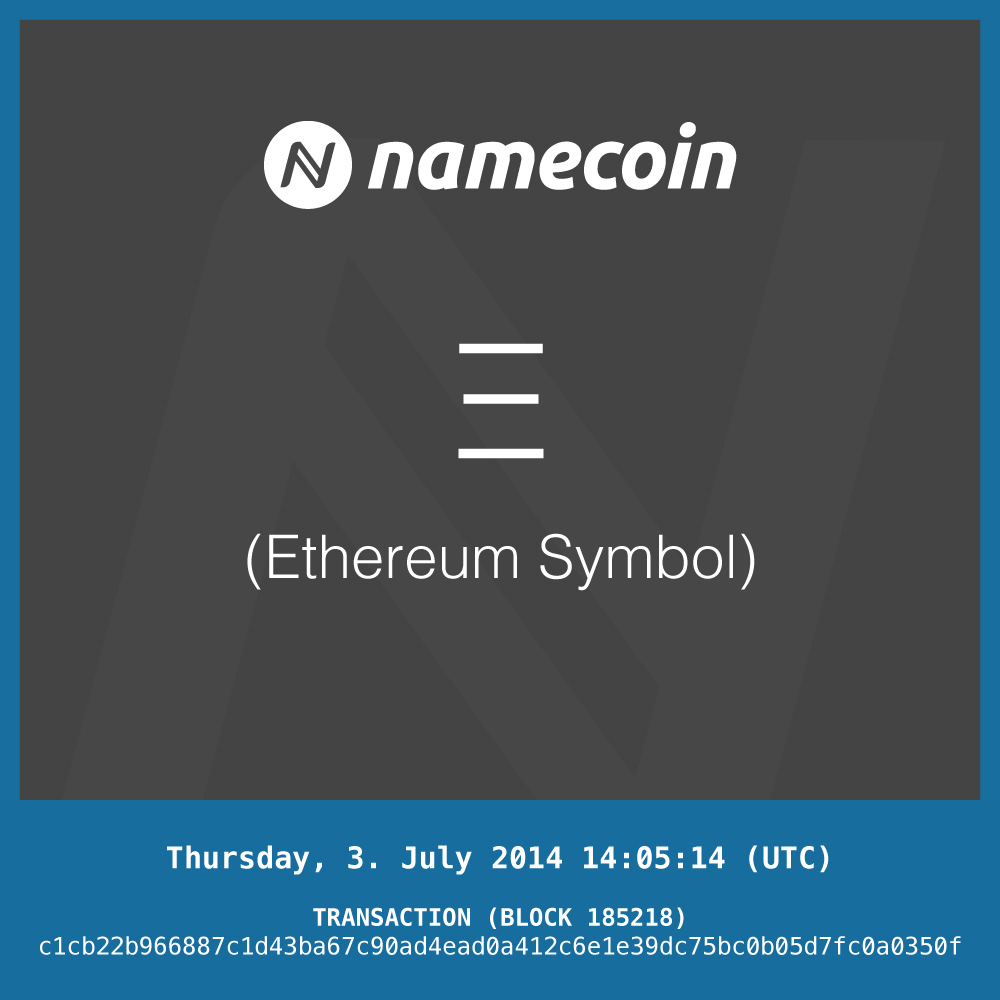 namecoin
Ξ
(Ethereum Symbol)
Thursday, 3. July 2014 14:05:14 (UTC)
TRANSACTION (BLOCK 185218)
c1cb22b966887c1d43ba67c90ad4ead0a412c6e1e39dc75bc0b05d7fc0a0350f